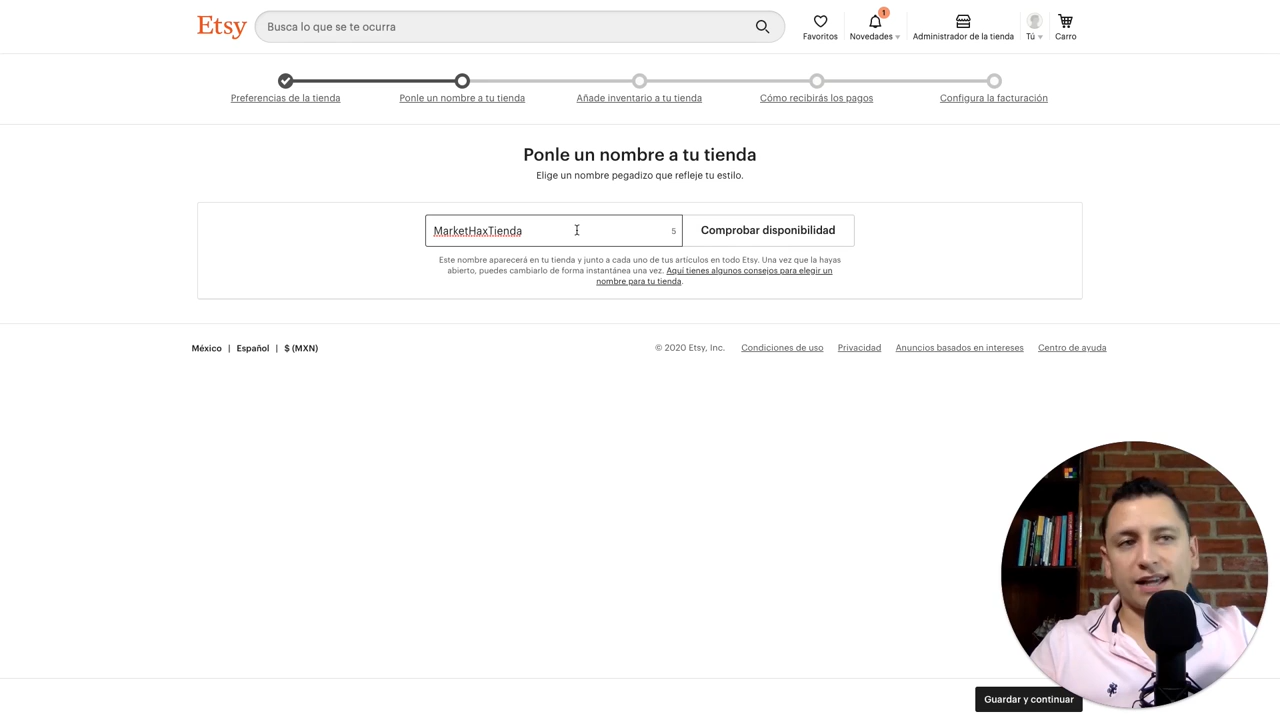 Etsy
Busca lo que se te ocurra
1
Favoritos
Novedades
Administrador de la tienda
Tú
Carro
Preferencias de la tienda
Ponle un nombre a tu tienda
Añade inventario a tu tienda
Cómo recibirás los pagos
Configura la facturación
Ponle un nombre a tu tienda
Elige un nombre pegadizo que refleje tu estilo.
MarketHaxTienda
5
Comprobar disponibilidad
Este nombre aparecerá en tu tienda y junto a cada uno de tus artículos en todo Etsy. Una vez que la hayas
abierto, puedes cambiarlo de forma instantánea una vez. Aquí tienes algunos consejos para elegir un
nombre para tu tienda.
México | Español | $ (MXN)
© 2020 Etsy, Inc. Condiciones de uso Privacidad Anuncios basados en intereses Centro de ayuda
Guardar y continuar